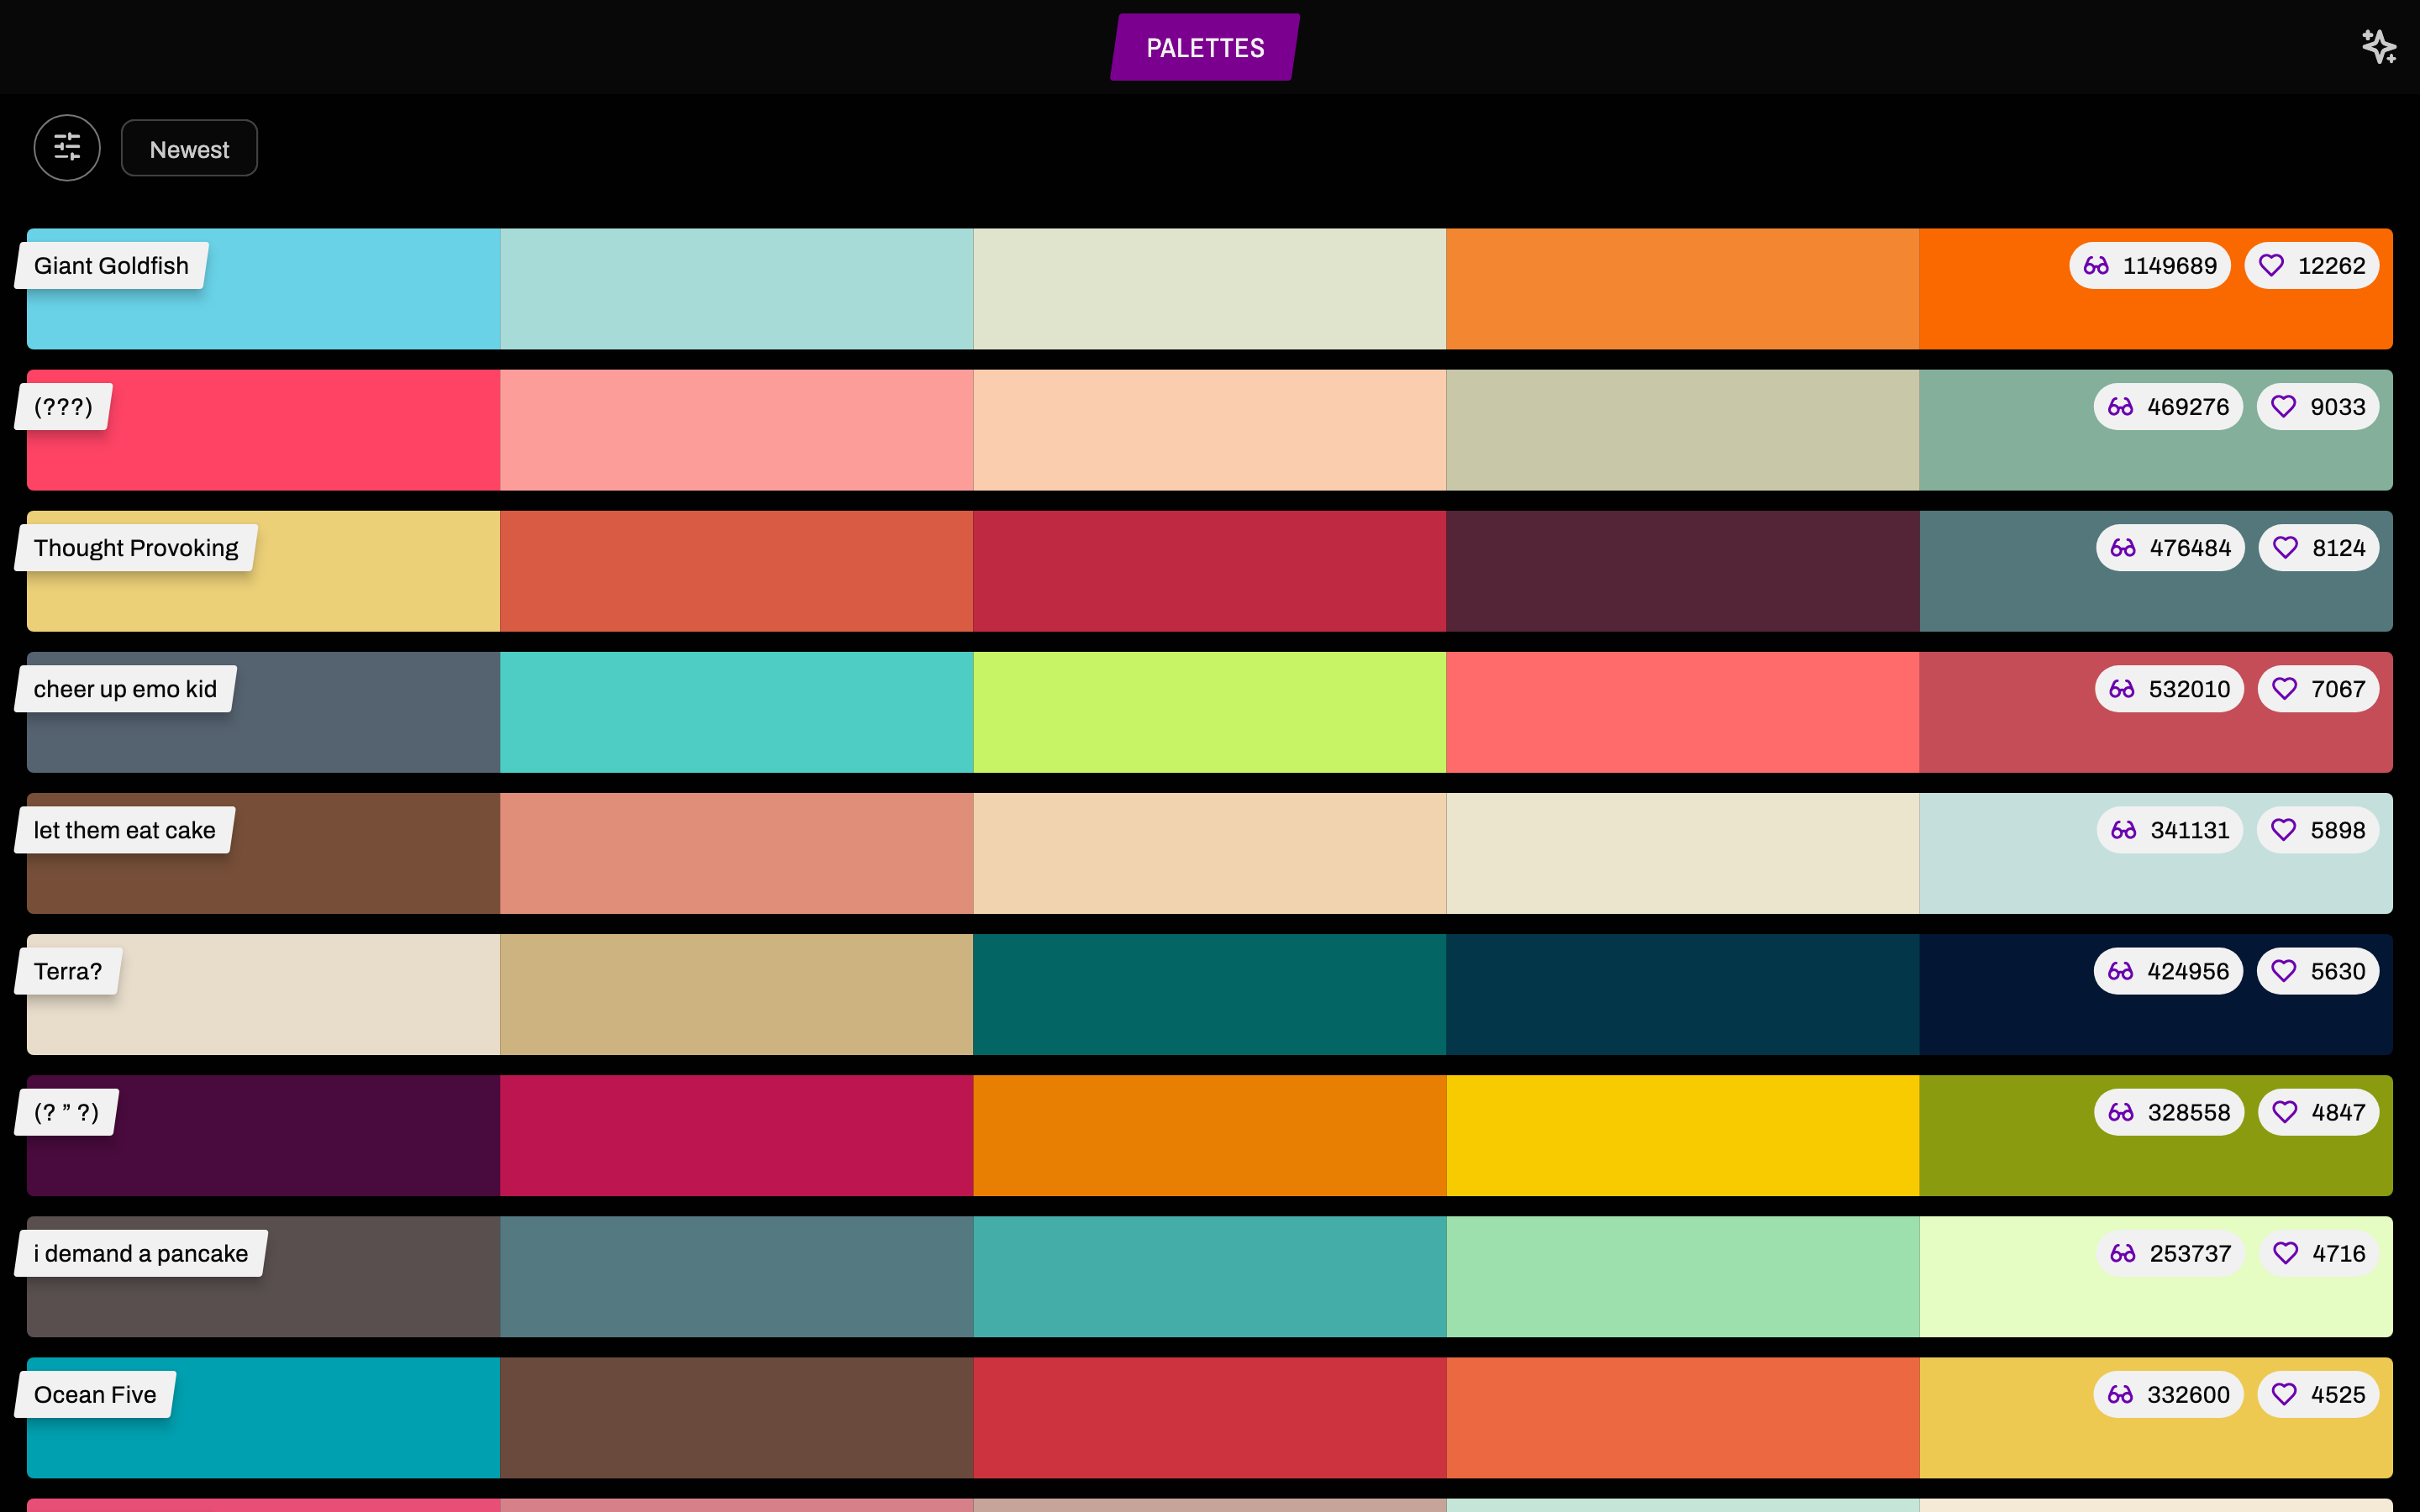 PALETTES
Newest
Giant Goldfish 1149689 12262
(???) 469276 9033
Thought Provoking 476484 8124
cheer up emo kid 532010 7067
let them eat cake 341131 5898
Terra? 424956 5630
(? ” ?) 328558 4847
i demand a pancake 253737 4716
Ocean Five 332600 4525